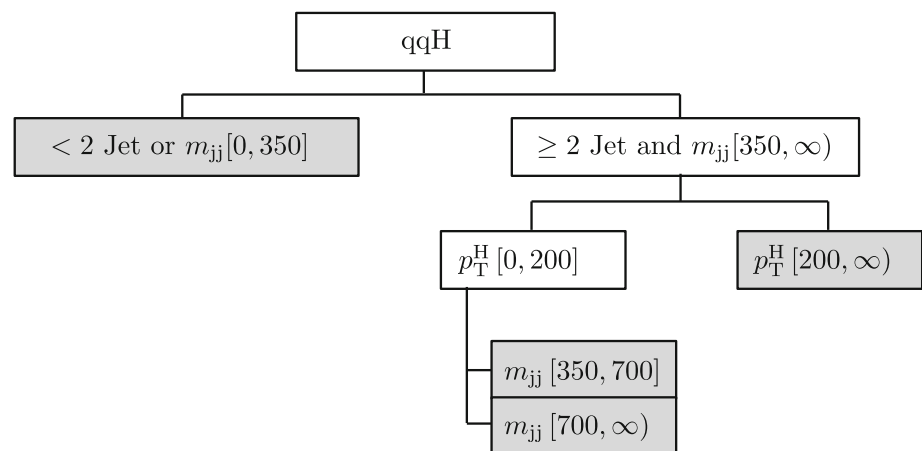 qqH
< 2 Jet or m_jj[0, 350]
≥ 2 Jet and m_jj[350, ∞)
p_T^H [0, 200]
p_T^H [200, ∞)
m_jj [350, 700]
m_jj [700, ∞)